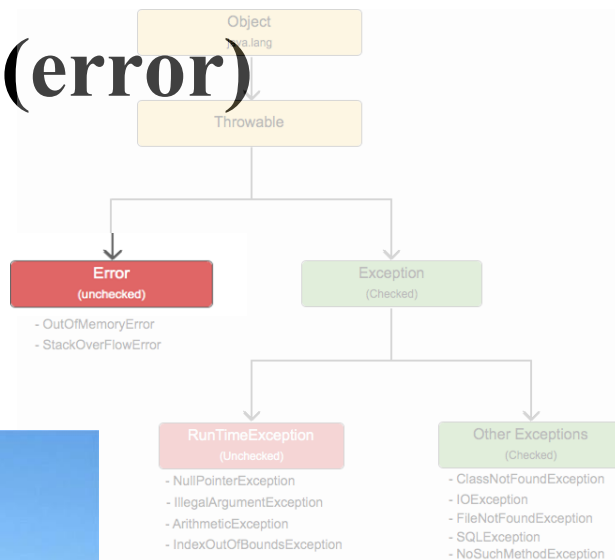 Object
java.lang
(error)
Throwable
Error
(unchecked)
- OutOfMemoryError
- StackOverFlowError
Exception
(Checked)
RunTimeException
(Unchecked)
- NullPointerException
- IllegalArgumentException
- ArithmeticException
- IndexOutOfBoundsException
Other Exceptions
(Checked)
- ClassNotFoundException
- IOException
- FileNotFoundException
- SQLException
- NoSuchMethodException